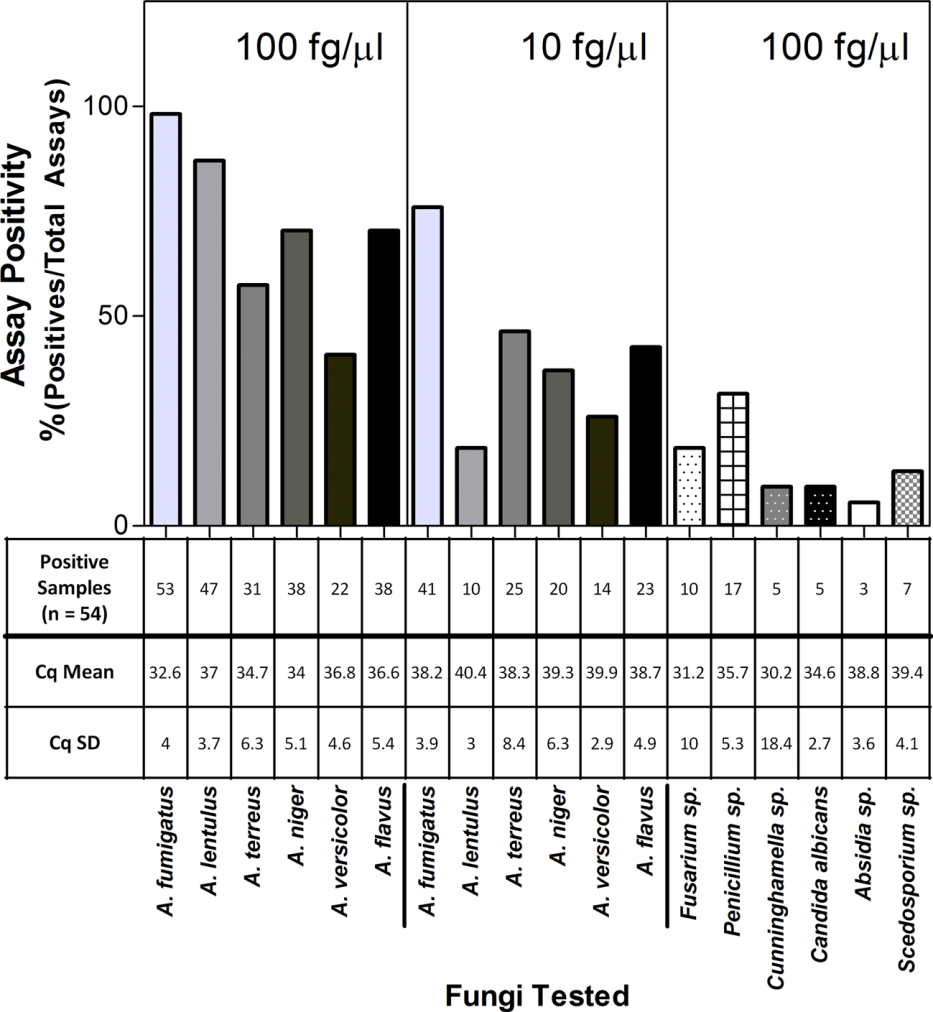 100 fg/µl 10 fg/µl 100 fg/µl
Assay Positivity
%(Positives/Total Assays)
100
50
0
Positive
Samples
(n = 54)
53 47 31 38 22 38 41 10 25 20 14 23 10 17 5 5 3 7
Cq Mean 32.6 37 34.7 34 36.8 36.6 38.2 40.4 38.3 39.3 39.9 38.7 31.2 35.7 30.2 34.6 38.8 39.4
Cq SD 4 3.7 6.3 5.1 4.6 5.4 3.9 3 8.4 6.3 2.9 4.9 10 5.3 18.4 2.7 3.6 4.1
A. fumigatus
A. lentulus
A. terreus
A. niger
A. versicolor
A. flavus
A. fumigatus
A. lentulus
A. terreus
A. niger
A. versicolor
A. flavus
Fusarium sp.
Penicillium sp.
Cunninghamella sp.
Candida albicans
Absidia sp.
Scedosporium sp.
Fungi Tested